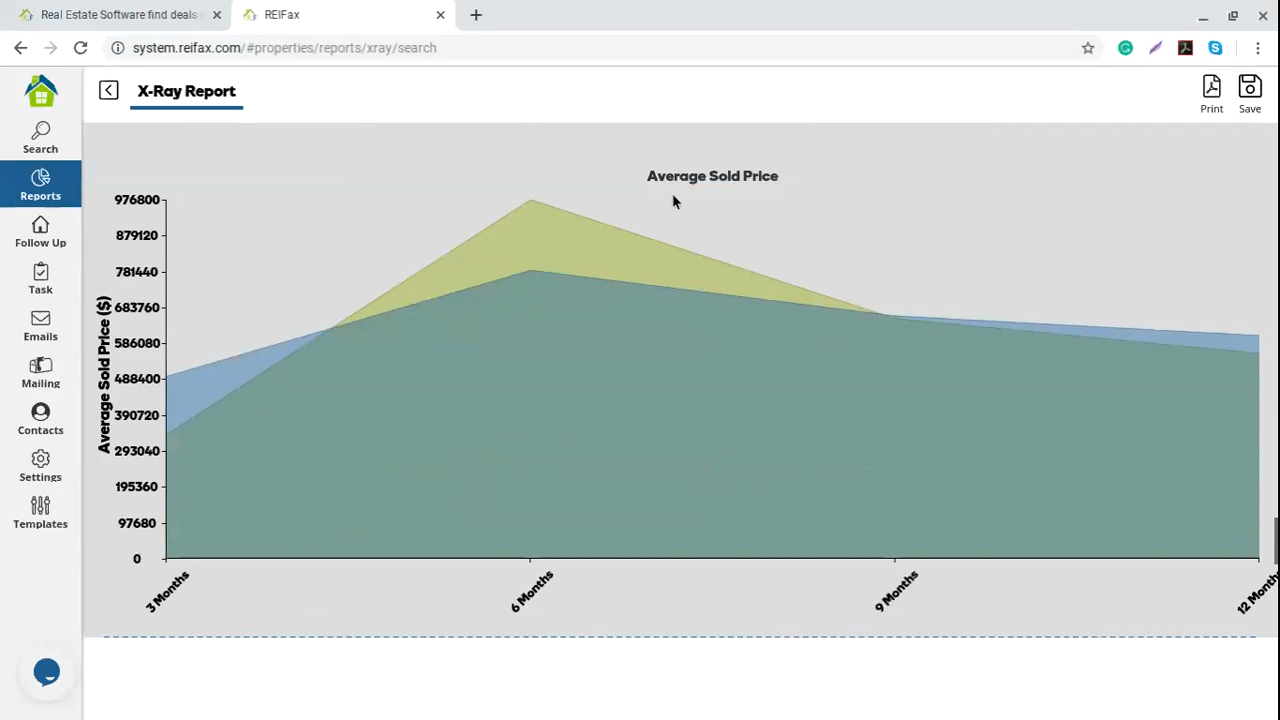 Real Estate Software find deals
REIFax
system.reifax.com/#properties/reports/xray/search
X-Ray Report
Print
Save
Search
Reports
Follow Up
Task
Emails
Mailing
Contacts
Settings
Templates
Average Sold Price
Average Sold Price ($)
976800
879120
781440
683760
586080
488400
390720
293040
195360
97680
0
3 Months
6 Months
9 Months
12 Months